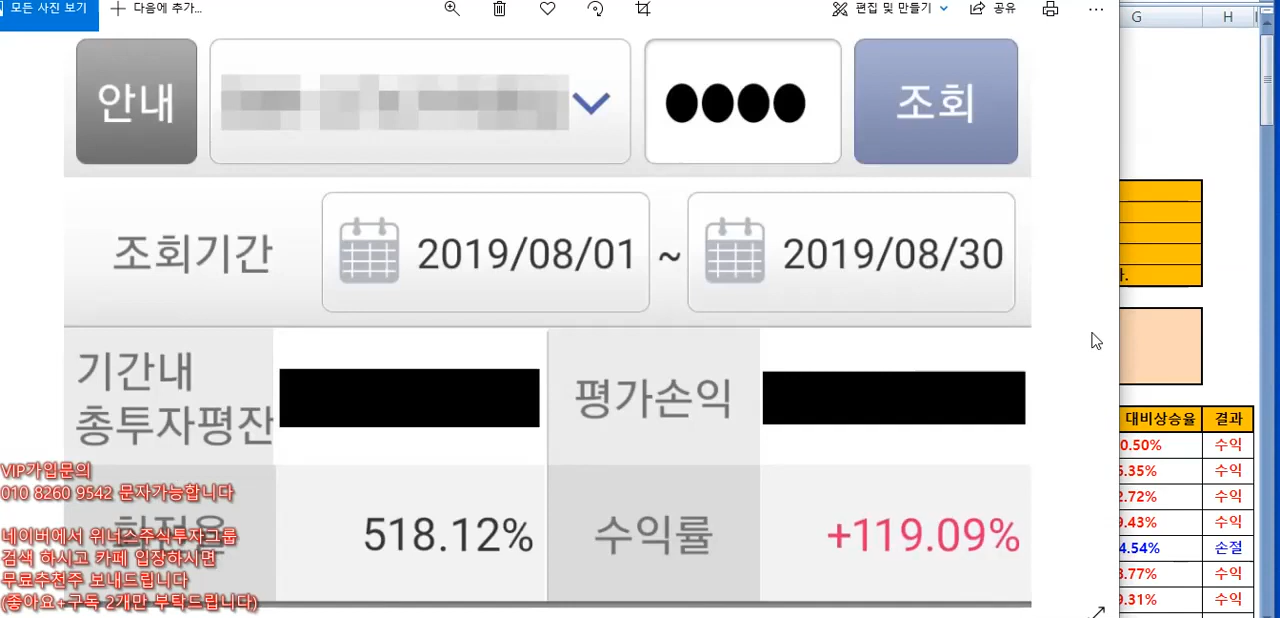 모든 사진 보기
다음에 추가...
편집 및 만들기
공유
G
H
안내
조회
조회기간
2019/08/01
~
2019/08/30
기간내
총투자평잔
평가손익
회전율
518.12%
수익률
+119.09%
VIP가입문의
010 8260 9542 문자가능합니다
네이버에서 위너스주식투자그룹
검색 하시고 카페 입장하시면
무료추천주 보내드립니다
(좋아요+구독 2개만 부탁드립니다)
대비상승율
결과
0.50%
수익
5.35%
수익
2.72%
수익
9.43%
수익
4.54%
손절
3.77%
수익
9.31%
수익